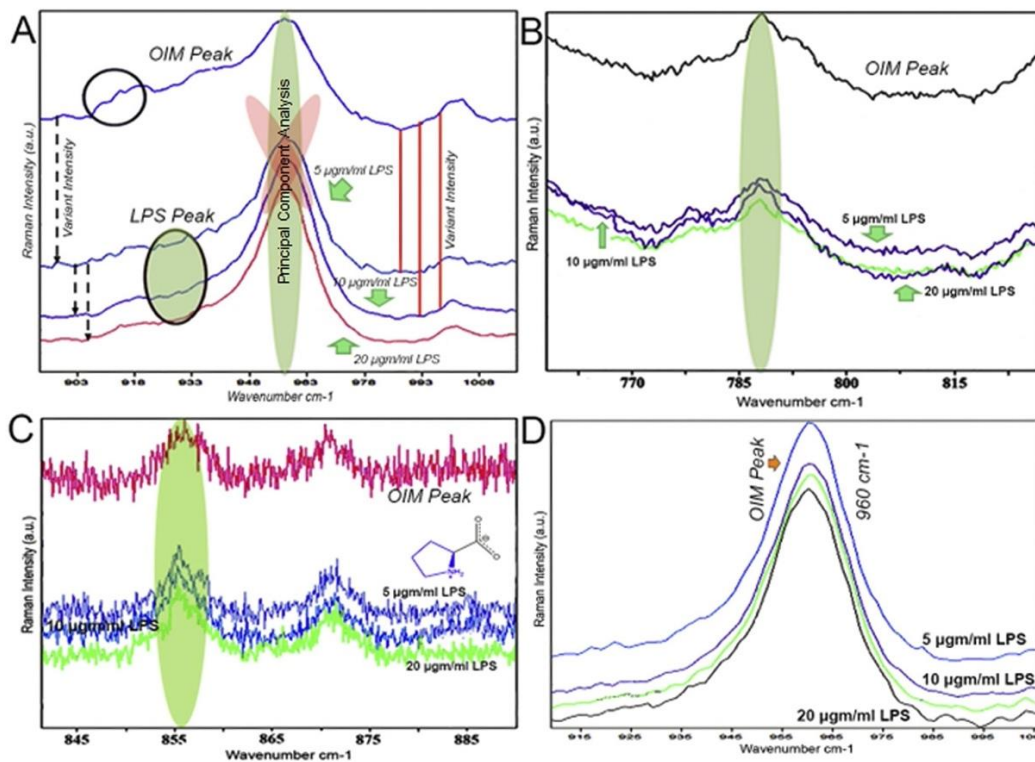 A
OIM Peak
Raman Intensity (a.u.)
Variant Intensity
LPS Peak
Principal Component Analysis
5 µgm/ml LPS
Variant Intensity
10 µgm/ml LPS
20 µgm/ml LPS
903 918 933 948 963 978 993 1008
Wavenumber cm-1
B
OIM Peak
Raman Intensity (a.u.)
5 µgm/ml LPS
10 µgm/ml LPS
20 µgm/ml LPS
770 785 800 815
Wavenumber cm-1
C
OIM Peak
Raman Intensity (a.u.)
O
O
NH₂
5 µgm/ml LPS
10 µgm/ml LPS
20 µgm/ml LPS
845 855 865 875 885
Wavenumber cm-1
D
OIM Peak
960 cm-1
Raman Intensity (a.u.)
5 µgm/ml LPS
10 µgm/ml LPS
20 µgm/ml LPS
915 925 935 945 955 965 975 985 995
Wavenumber cm-1